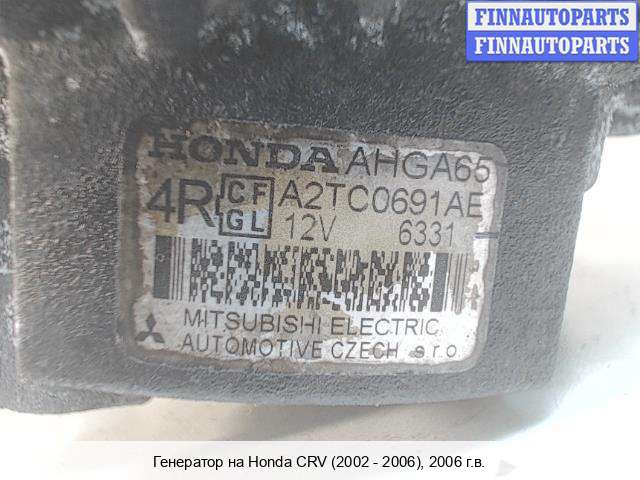 FINNAUTOPARTS
FINNAUTOPARTS
HONDA AHGA65
4R CF GL A2TC0691AE
12V 6331
MITSUBISHI ELECTRIC
AUTOMOTIVE CZECH s.r.o.
Генератор на Honda CRV (2002 - 2006), 2006 г.в.